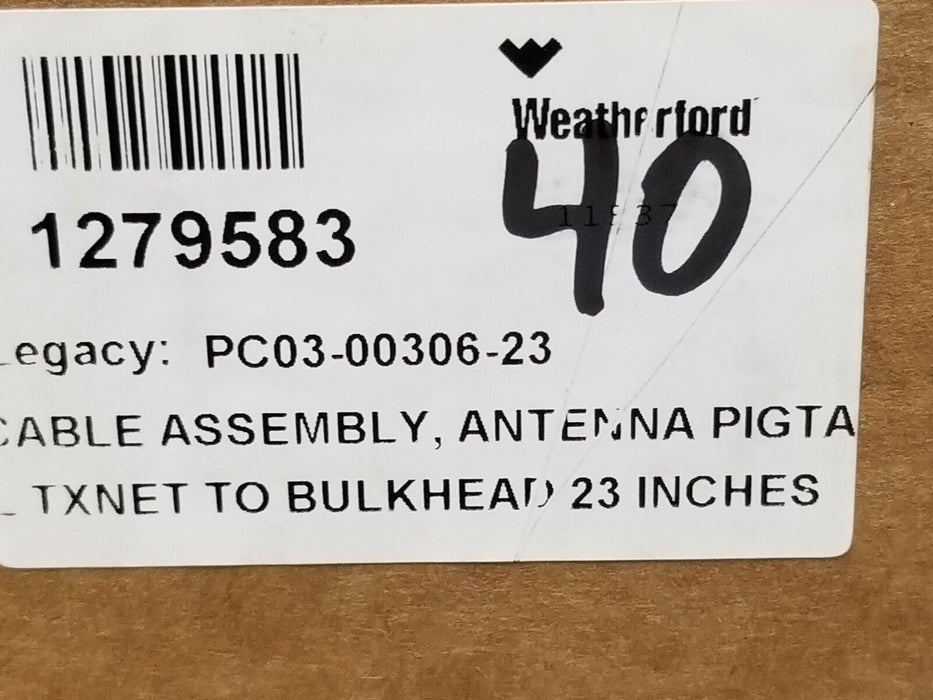 Weatherford
40
1279583
Legacy: PC03-00306-23
CABLE ASSEMBLY, ANTENNA PIGTA
L TXNET TO BULKHEAD 23 INCHES